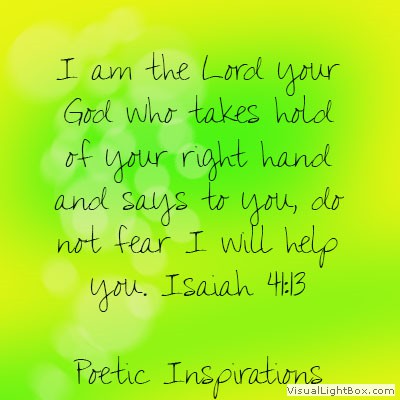 I am the Lord your
God who takes hold
of your right hand
and says to you, do
not fear I will help
you. Isaiah 41:13
Poetic Inspirations
VisualLightBox.com